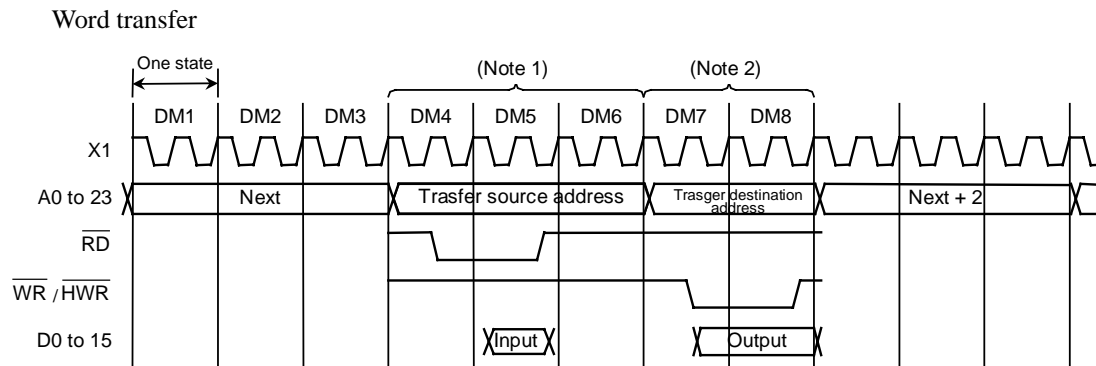 Word transfer
One state
(Note 1)
(Note 2)
DM1 DM2 DM3 DM4 DM5 DM6 DM7 DM8
X1
A0 to 23 Next Trasfer source address Trasger destination address Next + 2
RD
WR / HWR
D0 to 15 Input Output